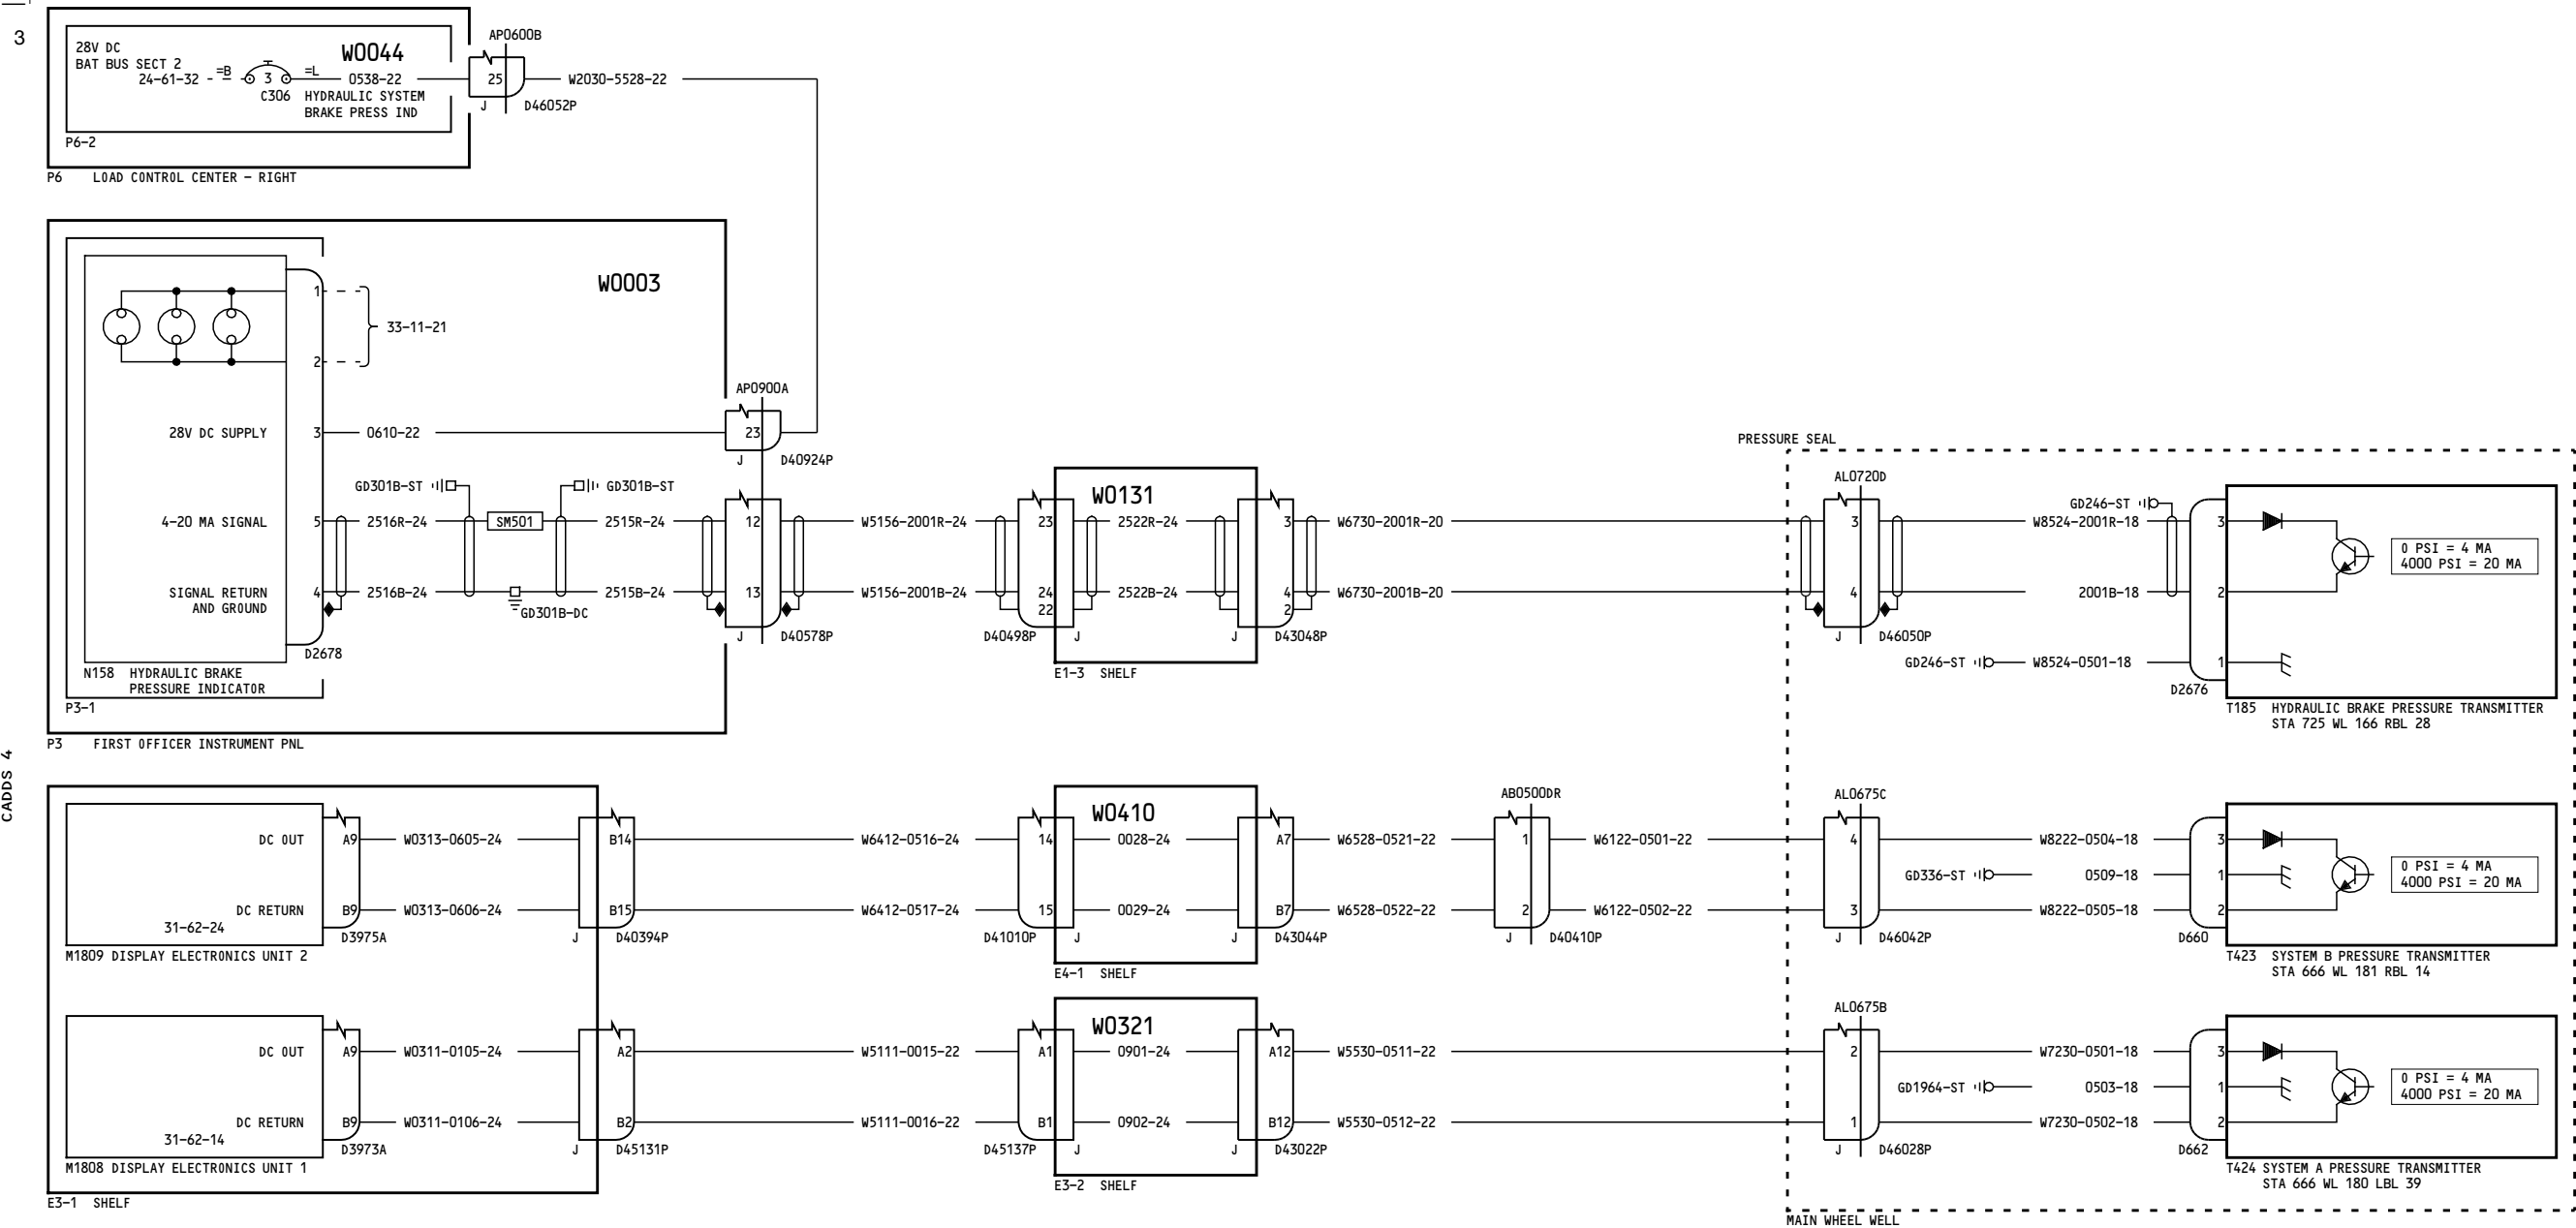 3
28V DC
BAT BUS SECT 2
24-61-32
=B
3
=L
W0044
0538-22
C306
HYDRAULIC SYSTEM
BRAKE PRESS IND
P6-2
P6 LOAD CONTROL CENTER - RIGHT
AP0600B
25
J
D46052P
W2030-5528-22
W0003
1
2
33-11-21
AP0900A
28V DC SUPPLY
3
0610-22
23
J
D40924P
GD301B-ST
GD301B-ST
4-20 MA SIGNAL
5
2516R-24
SM501
2515R-24
12
W5156-2001R-24
SIGNAL RETURN
AND GROUND
4
2516B-24
GD301B-DC
2515B-24
13
W5156-2001B-24
D2678
J
D40578P
N158 HYDRAULIC BRAKE
PRESSURE INDICATOR
P3-1
P3 FIRST OFFICER INSTRUMENT PNL
W0131
23
2522R-24
3
W6730-2001R-20
24
2522B-24
4
W6730-2001B-20
22
2
D40498P
J
J
D43048P
E1-3 SHELF
PRESSURE SEAL
AL0720D
3
4
J
D46050P
GD246-ST
W8524-2001R-18
3
2001B-18
2
GD246-ST
W8524-0501-18
1
D2676
0 PSI = 4 MA
4000 PSI = 20 MA
T185 HYDRAULIC BRAKE PRESSURE TRANSMITTER
STA 725 WL 166 RBL 28
CADDS 4
DC OUT
A9
W0313-0605-24
B14
W6412-0516-24
DC RETURN
B9
W0313-0606-24
B15
W6412-0517-24
31-62-24
D3975A
J
D40394P
M1809 DISPLAY ELECTRONICS UNIT 2
W0410
14
0028-24
A7
W6528-0521-22
15
0029-24
B7
W6528-0522-22
D41010P
J
J
D43044P
E4-1 SHELF
AB0500DR
1
W6122-0501-22
2
W6122-0502-22
J
D40410P
AL0675C
4
W8222-0504-18
3
GD336-ST
0509-18
1
3
W8222-0505-18
2
J
D46042P
D660
0 PSI = 4 MA
4000 PSI = 20 MA
T423 SYSTEM B PRESSURE TRANSMITTER
STA 666 WL 181 RBL 14
DC OUT
A9
W0311-0105-24
A2
W5111-0015-22
DC RETURN
B9
W0311-0106-24
B2
W5111-0016-22
31-62-14
D3973A
J
D45131P
M1808 DISPLAY ELECTRONICS UNIT 1
E3-1 SHELF
W0321
A1
0901-24
A12
W5530-0511-22
B1
0902-24
B12
W5530-0512-22
D45137P
J
J
D43022P
E3-2 SHELF
AL0675B
2
W7230-0501-18
3
GD1964-ST
0503-18
1
1
W7230-0502-18
2
J
D46028P
D662
0 PSI = 4 MA
4000 PSI = 20 MA
T424 SYSTEM A PRESSURE TRANSMITTER
STA 666 WL 180 LBL 39
MAIN WHEEL WELL